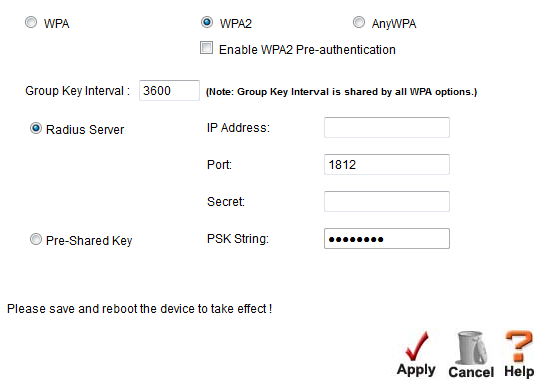 WPA WPA2 AnyWPA
Enable WPA2 Pre-authentication
Group Key Interval : 3600 (Note: Group Key Interval is shared by all WPA options.)
Radius Server IP Address:
Port: 1812
Secret:
Pre-Shared Key PSK String: ••••••••
Please save and reboot the device to take effect !
Apply Cancel Help